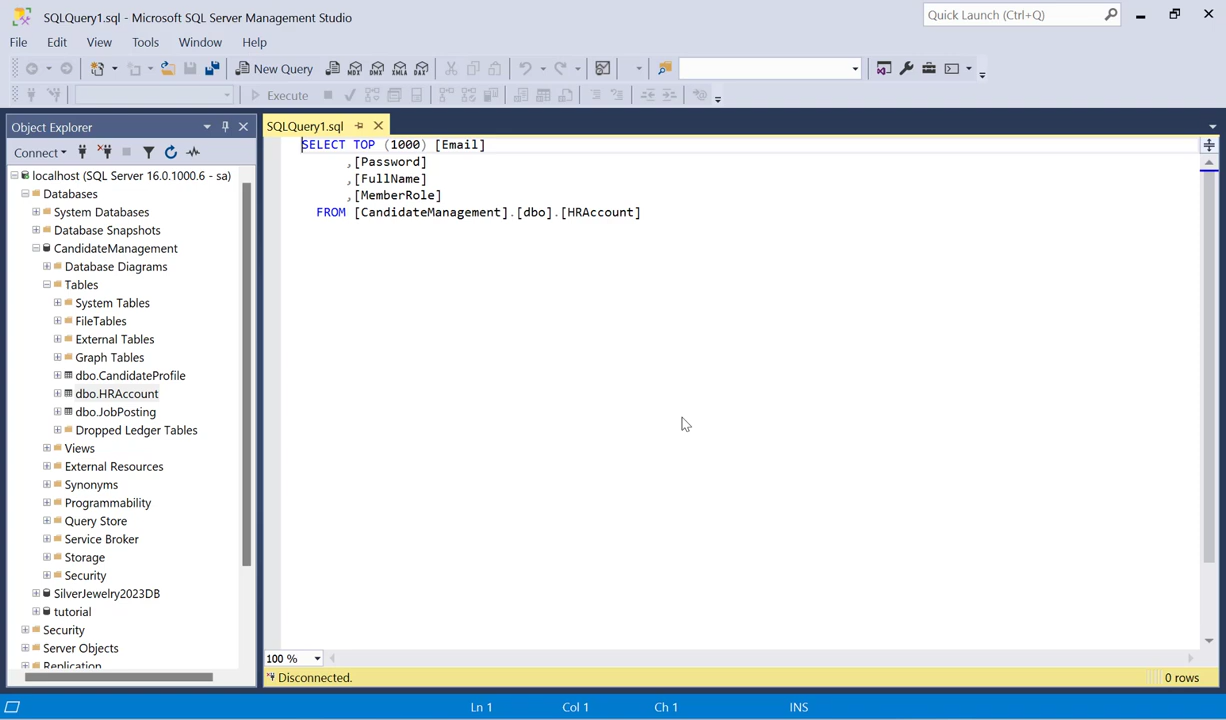 SQLQuery1.sql - Microsoft SQL Server Management Studio
Quick Launch (Ctrl+Q)
File Edit View Tools Window Help
New Query MDX DMX XMLA DAX
Execute
Object Explorer
SQLQuery1.sql
Connect
localhost (SQL Server 16.0.1000.6 - sa)
Databases
System Databases
Database Snapshots
CandidateManagement
Database Diagrams
Tables
System Tables
FileTables
External Tables
Graph Tables
dbo.CandidateProfile
dbo.HRAccount
dbo.JobPosting
Dropped Ledger Tables
Views
External Resources
Synonyms
Programmability
Query Store
Service Broker
Storage
Security
SilverJewelry2023DB
tutorial
Security
Server Objects
Replication
SELECT TOP (1000) [Email]
,[Password]
,[FullName]
,[MemberRole]
FROM [CandidateManagement].[dbo].[HRAccount]
100 %
Disconnected. 0 rows
Ln 1 Col 1 Ch 1 INS